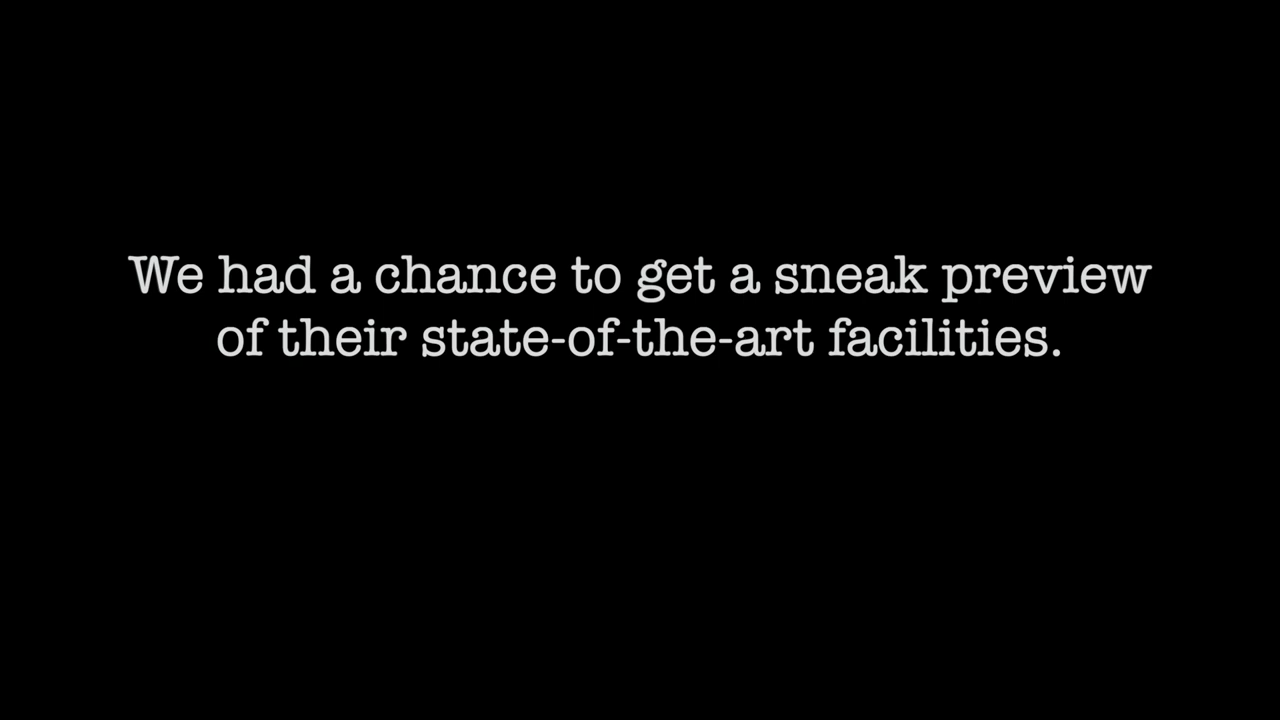 We had a chance to get a sneak preview
of their state-of-the-art facilities.